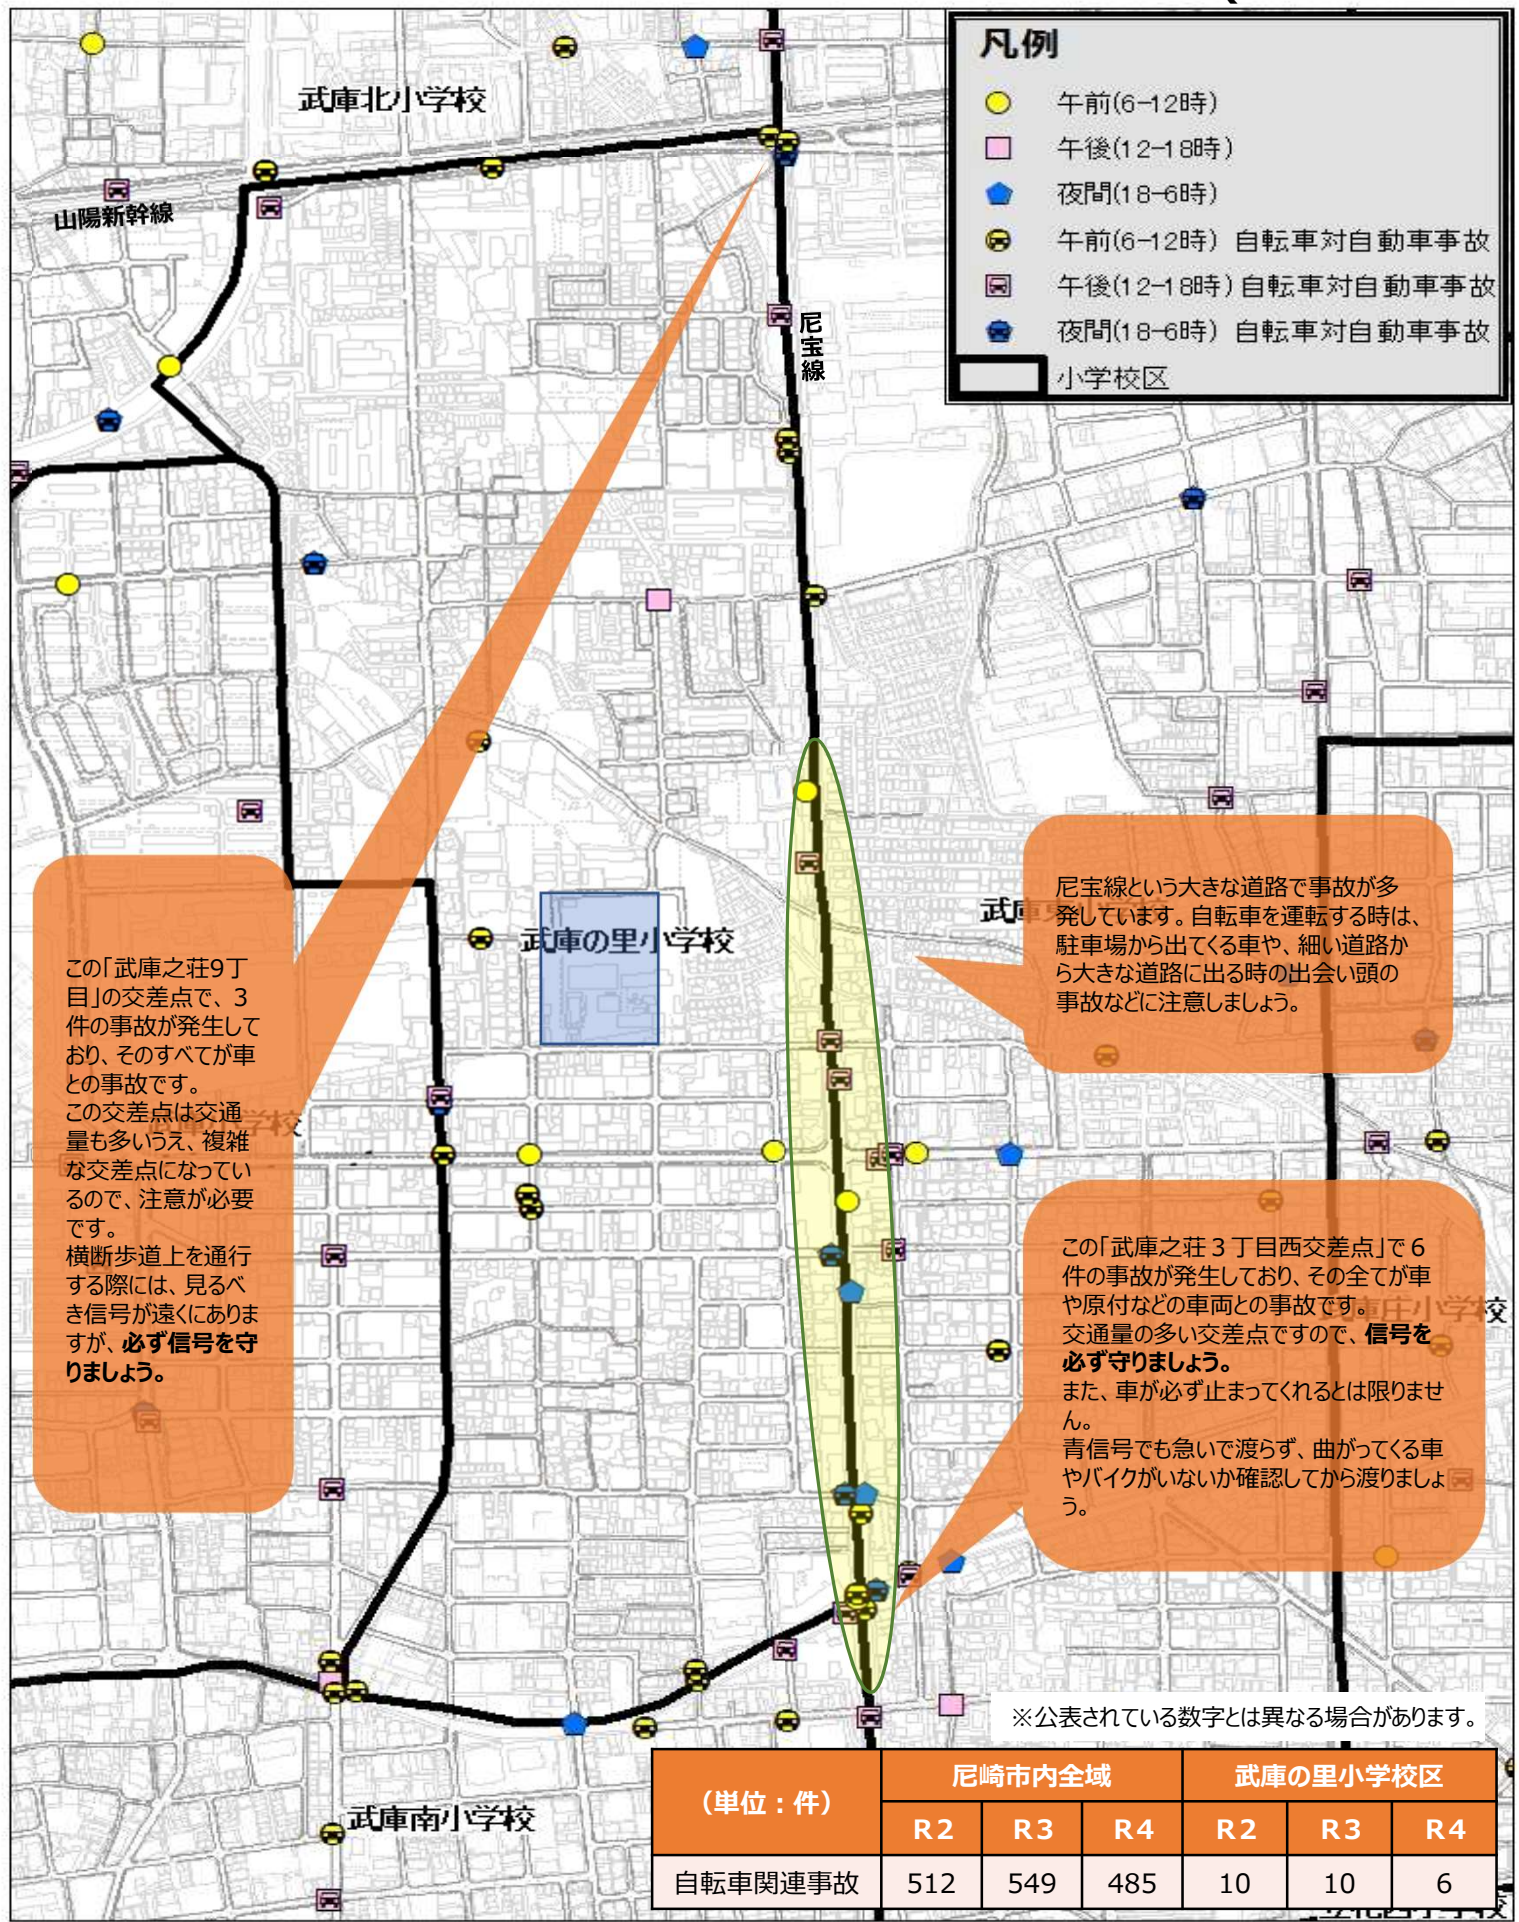 凡例
午前(6-12時)
午後(12-18時)
夜間(18-6時)
午前(6-12時) 自転車対自動車事故
午後(12-18時)自転車対自動車事故
夜間(18-6時) 自転車対自動車事故
小学校区
武庫北小学校
山陽新幹線
尼宝線
武庫の里小学校
武庫東小学校
尼宝線という大きな道路で事故が多
発しています。自転車を運転する時は、
駐車場から出てくる車や、細い道路か
ら大きな道路に出る時の出会い頭の
事故などに注意しましょう。
この「武庫之荘9丁
目」の交差点で、3
件の事故が発生して
おり、そのすべてが車
との事故です。
この交差点は交通
量も多いうえ、複雑
な交差点になってい
るので、注意が必要
です。
横断歩道上を通行
する際には、見るべ
き信号が遠くにありま
すが、必ず信号を守
りましょう。
武庫小学校
この「武庫之荘3丁目西交差点」で6
件の事故が発生しており、その全てが車
や原付などの車両との事故です。
交通量の多い交差点ですので、信号を
必ず守りましょう。
また、車が必ず止まってくれるとは限りませ
ん。
青信号でも急いで渡らず、曲がってくる車
やバイクがいないか確認してから渡りましょ
う。
武庫庄小学校
武庫南小学校
※公表されている数字とは異なる場合があります。
(単位:件) 尼崎市内全域 武庫の里小学校区
R2 R3 R4 R2 R3 R4
自転車関連事故 512 549 485 10 10 6